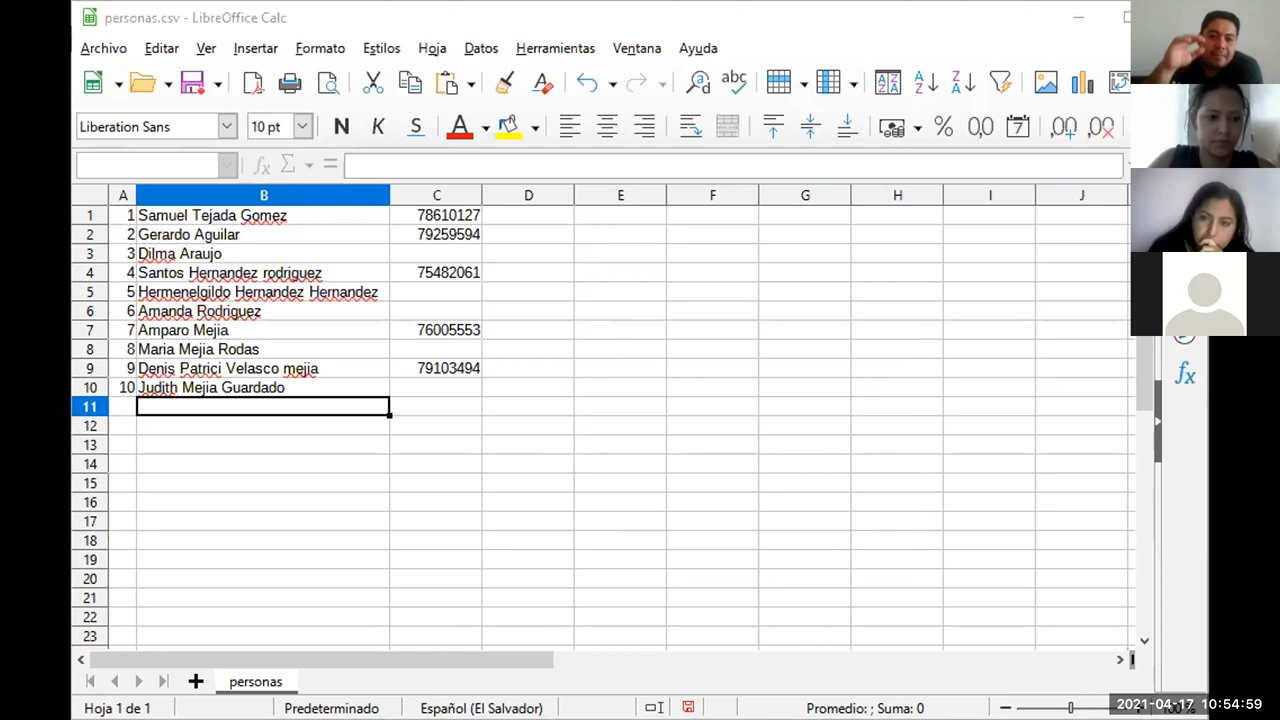 personas.csv - LibreOffice Calc
Archivo Editar Ver Insertar Formato Estilos Hoja Datos Herramientas Ventana Ayuda
Liberation Sans 10 pt N K S
A B C D E F G H I J
1 1 Samuel Tejada Gomez 78610127
2 2 Gerardo Aguilar 79259594
3 3 Dilma Araujo
4 4 Santos Hernandez rodriguez 75482061
5 5 Hermenelgildo Hernandez Hernandez
6 6 Amanda Rodriguez
7 7 Amparo Mejia 76005553
8 8 Maria Mejia Rodas
9 9 Denis Patrici Velasco mejia 79103494
10 10 Judith Mejia Guardado
11
12
13
14
15
16
17
18
19
20
21
22
23
personas
Hoja 1 de 1 Predeterminado Español (El Salvador) Promedio: ; Suma: 0
2021-04-17 10:54:59